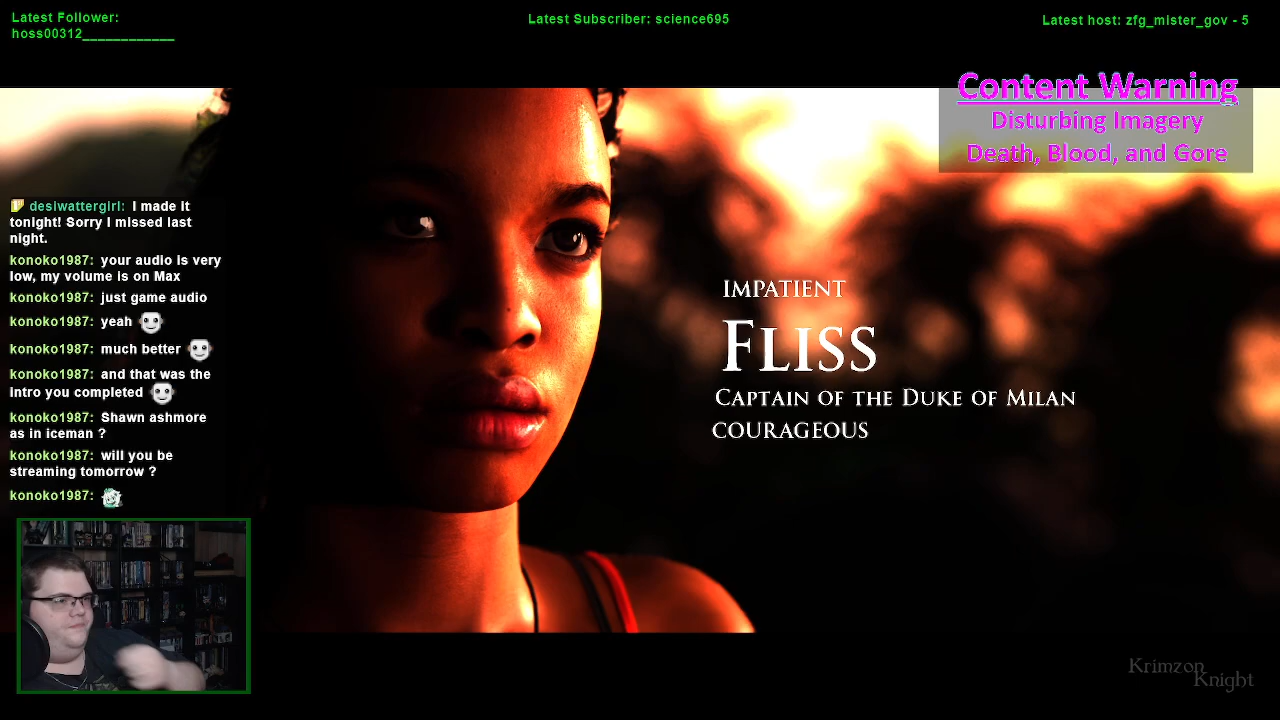 Latest Follower:
hoss00312____________
Latest Subscriber: science695
Latest host: zfg_mister_gov - 5
Content Warning
Disturbing Imagery
Death, Blood, and Gore
desiwattergirl: I made it
tonight! Sorry I missed last
night.
konoko1987: your audio is very
low, my volume is on Max
konoko1987: just game audio
konoko1987: yeah
konoko1987: much better
konoko1987: and that was the
Intro you completed
konoko1987: Shawn ashmore
as in iceman ?
konoko1987: will you be
streaming tomorrow ?
konoko1987:
IMPATIENT
FLISS
CAPTAIN OF THE DUKE OF MILAN
COURAGEOUS
Krimzon
Knight